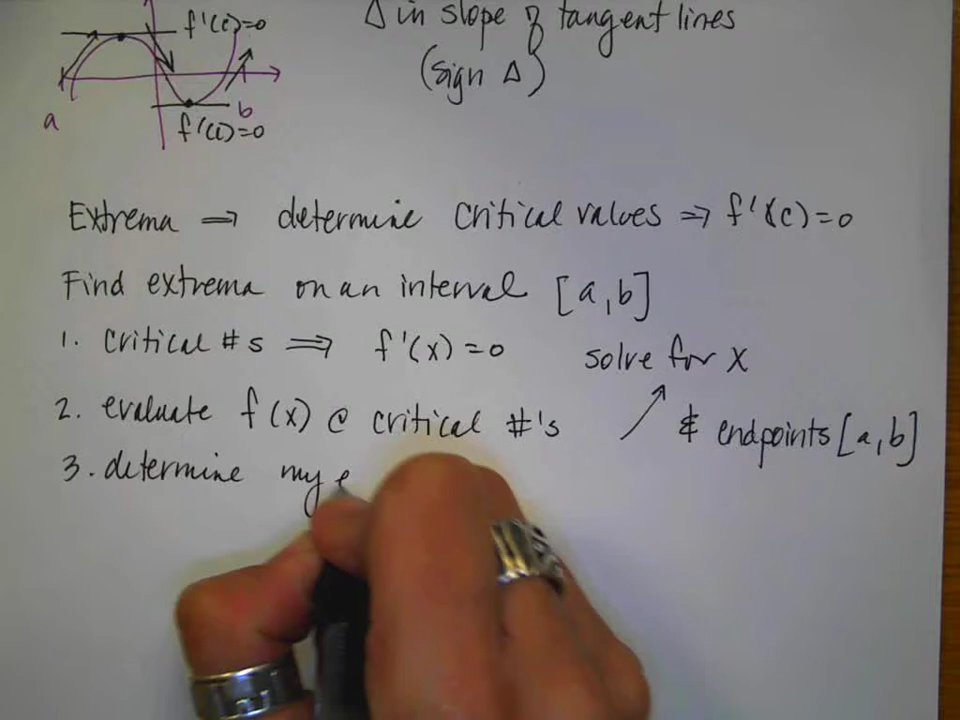 f'(c)=0
Δ in slope of tangent lines
(sign Δ)
a
b
f'(c)=0
Extrema ⇒ determine critical values ⇒ f'(c)=0
Find extrema on an interval [a,b]
1. critical #s ⇒ f'(x)=0 solve for x
2. evaluate f(x) @ critical #'s & endpoints [a,b]
3. determine my e